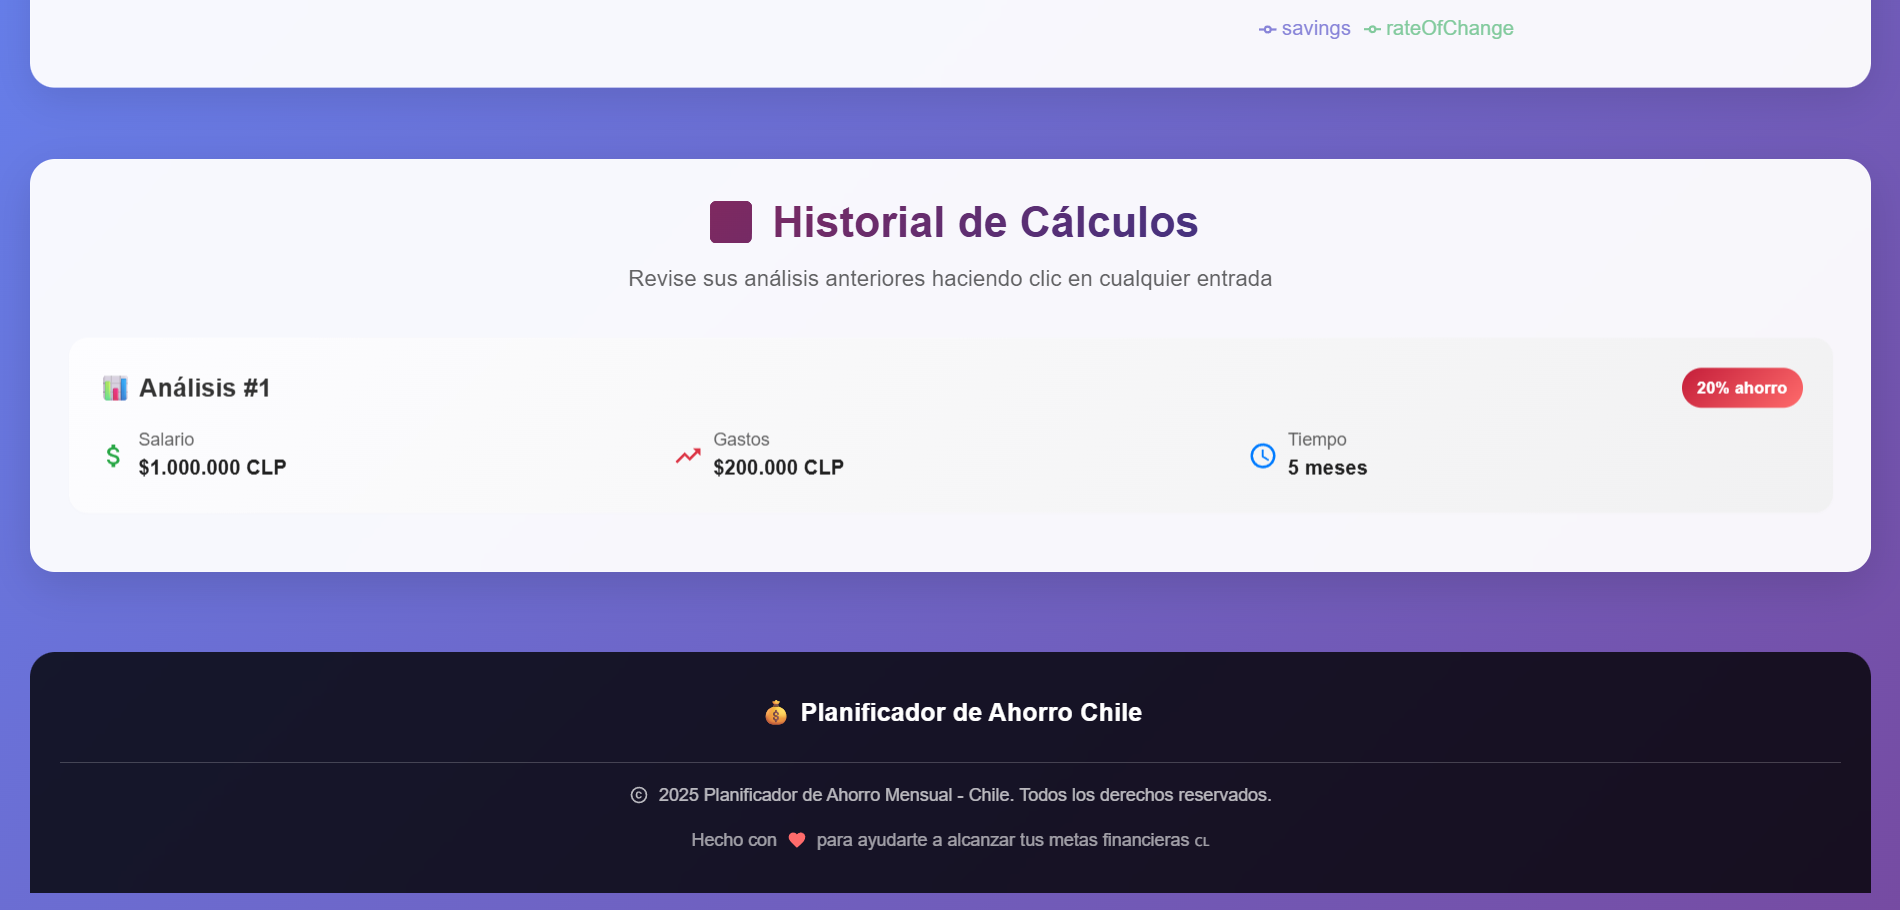 savings rateOfChange
Historial de Cálculos
Revise sus análisis anteriores haciendo clic en cualquier entrada
Análisis #1
20% ahorro
Salario
$1.000.000 CLP
Gastos
$200.000 CLP
Tiempo
5 meses
Planificador de Ahorro Chile
© 2025 Planificador de Ahorro Mensual - Chile. Todos los derechos reservados.
Hecho con ❤ para ayudarte a alcanzar tus metas financieras CL